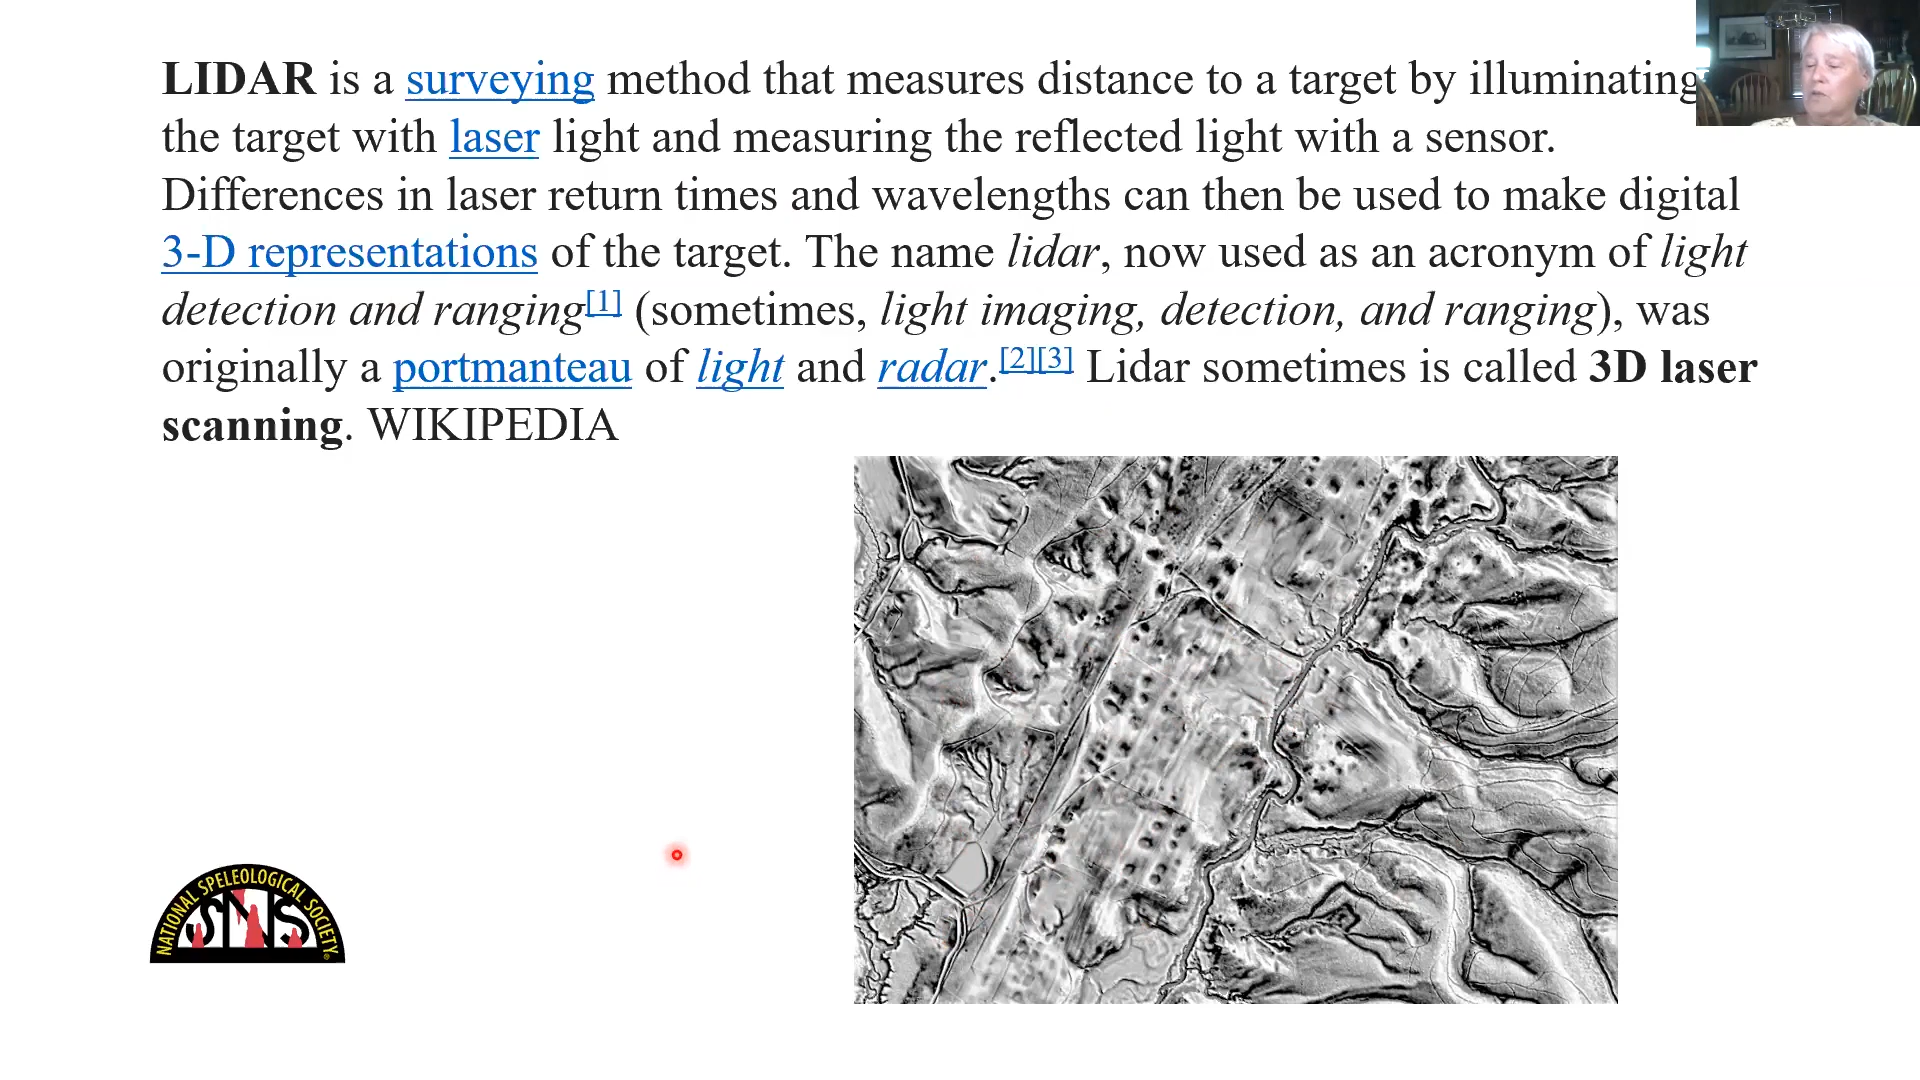 LIDAR is a surveying method that measures distance to a target by illuminating
the target with laser light and measuring the reflected light with a sensor.
Differences in laser return times and wavelengths can then be used to make digital
3-D representations of the target. The name lidar, now used as an acronym of light
detection and ranging[1] (sometimes, light imaging, detection, and ranging), was
originally a portmanteau of light and radar.[2][3] Lidar sometimes is called 3D laser
scanning. WIKIPEDIA
NATIONAL SPELEOLOGICAL SOCIETY
NSS